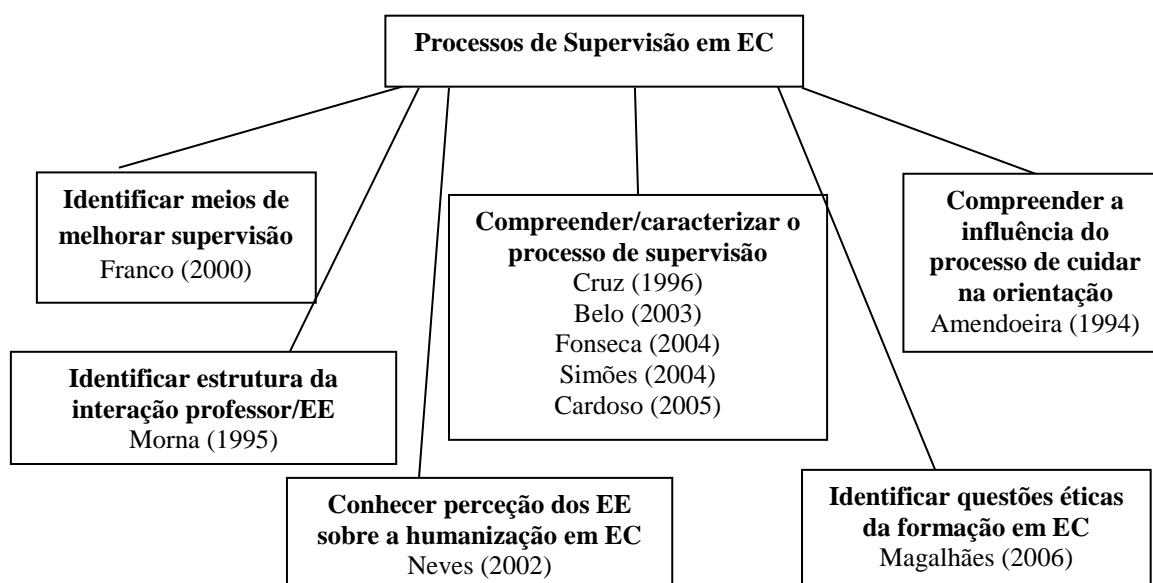 Processos de Supervisão em EC
Identificar meios de
melhorar supervisão
Franco (2000)
Compreender/caracterizar o
processo de supervisão
Cruz (1996)
Belo (2003)
Fonseca (2004)
Simões (2004)
Cardoso (2005)
Compreender a
influência do
processo de cuidar
na orientação
Amendoeira (1994)
Identificar estrutura da
interação professor/EE
Morna (1995)
Conhecer perceção dos EE
sobre a humanização em EC
Neves (2002)
Identificar questões éticas
da formação em EC
Magalhães (2006)